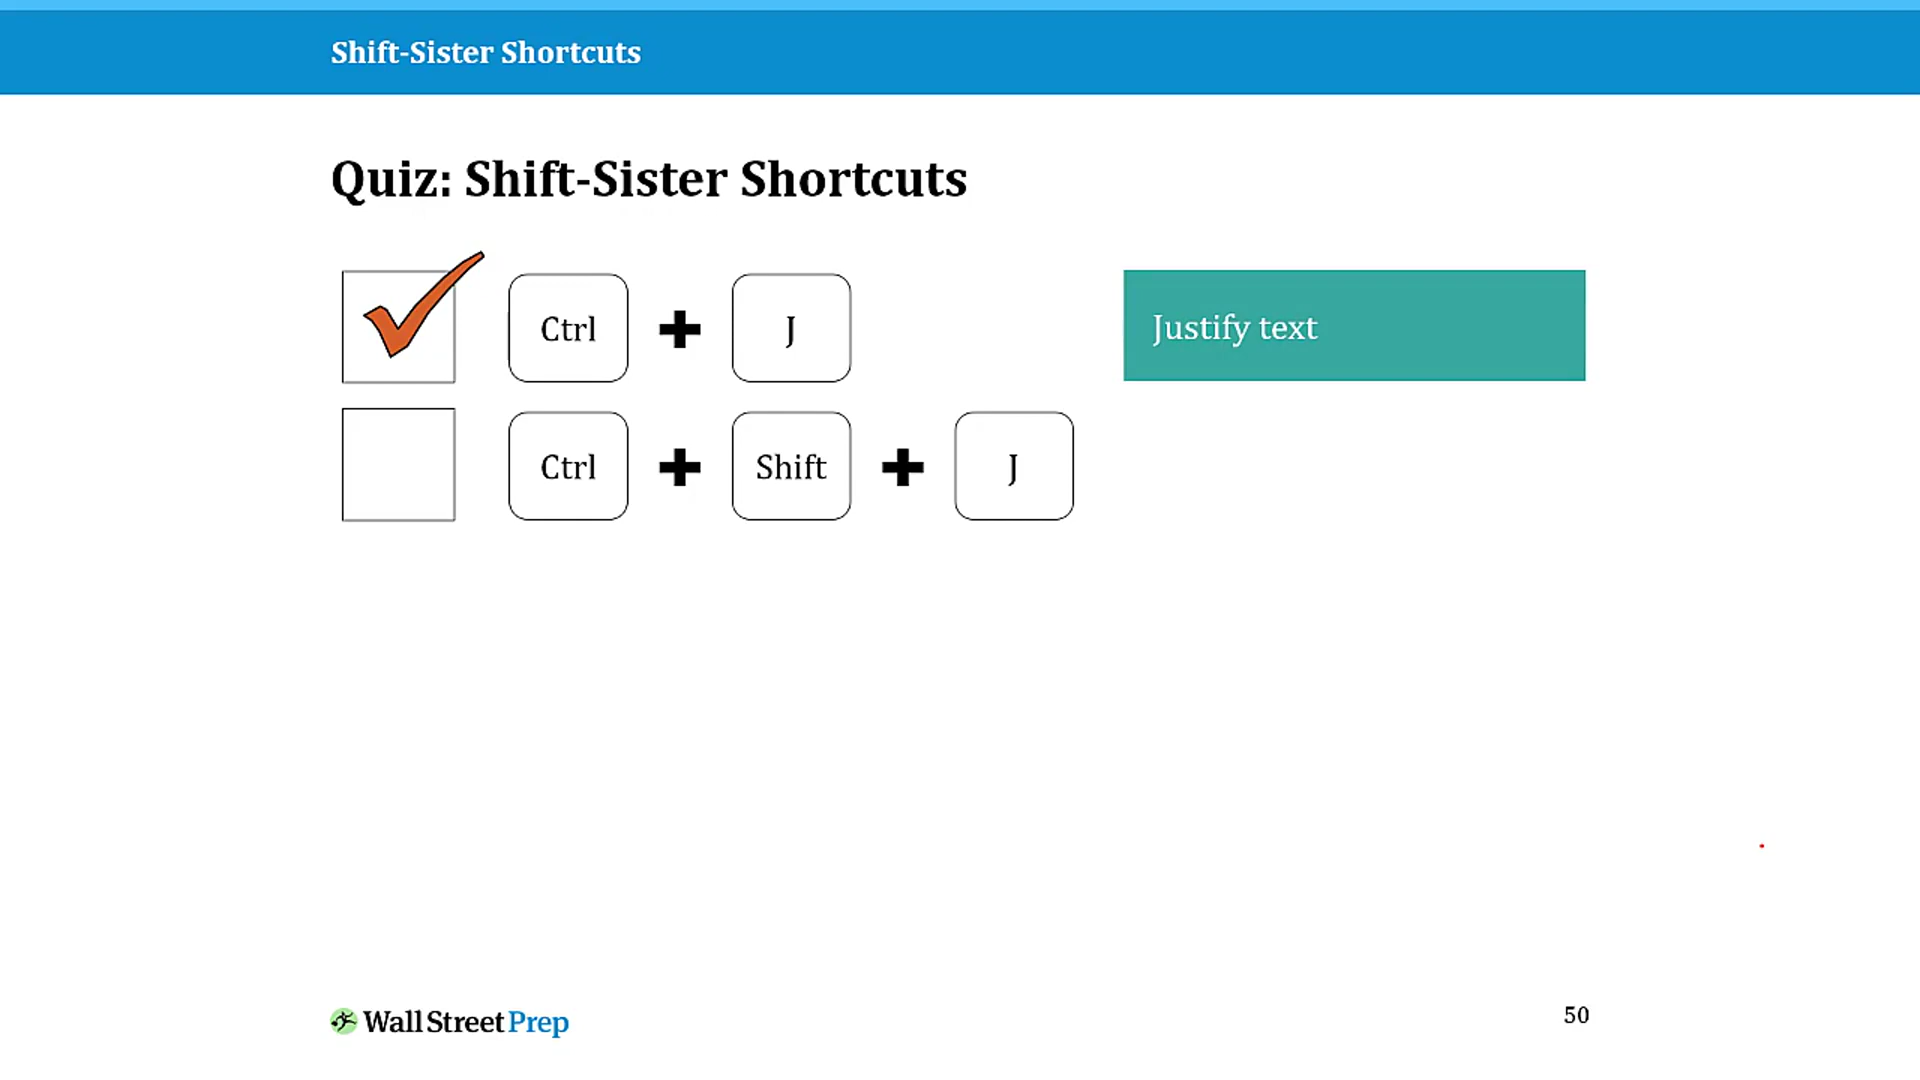 Shift-Sister Shortcuts
Quiz: Shift-Sister Shortcuts
Ctrl + J Justify text
Ctrl + Shift + J
Wall Street Prep 50